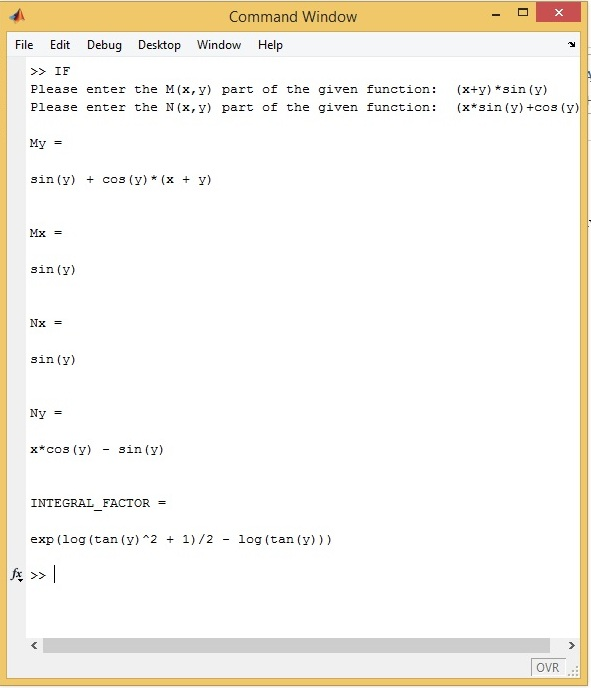 Command Window
File Edit Debug Desktop Window Help
>> IF
Please enter the M(x,y) part of the given function: (x+y)*sin(y)
Please enter the N(x,y) part of the given function: (x*sin(y)+cos(y)
My =
sin(y) + cos(y)*(x + y)
Mx =
sin(y)
Nx =
sin(y)
Ny =
x*cos(y) - sin(y)
INTEGRAL_FACTOR =
exp(log(tan(y)^2 + 1)/2 - log(tan(y)))
fx >>
OVR